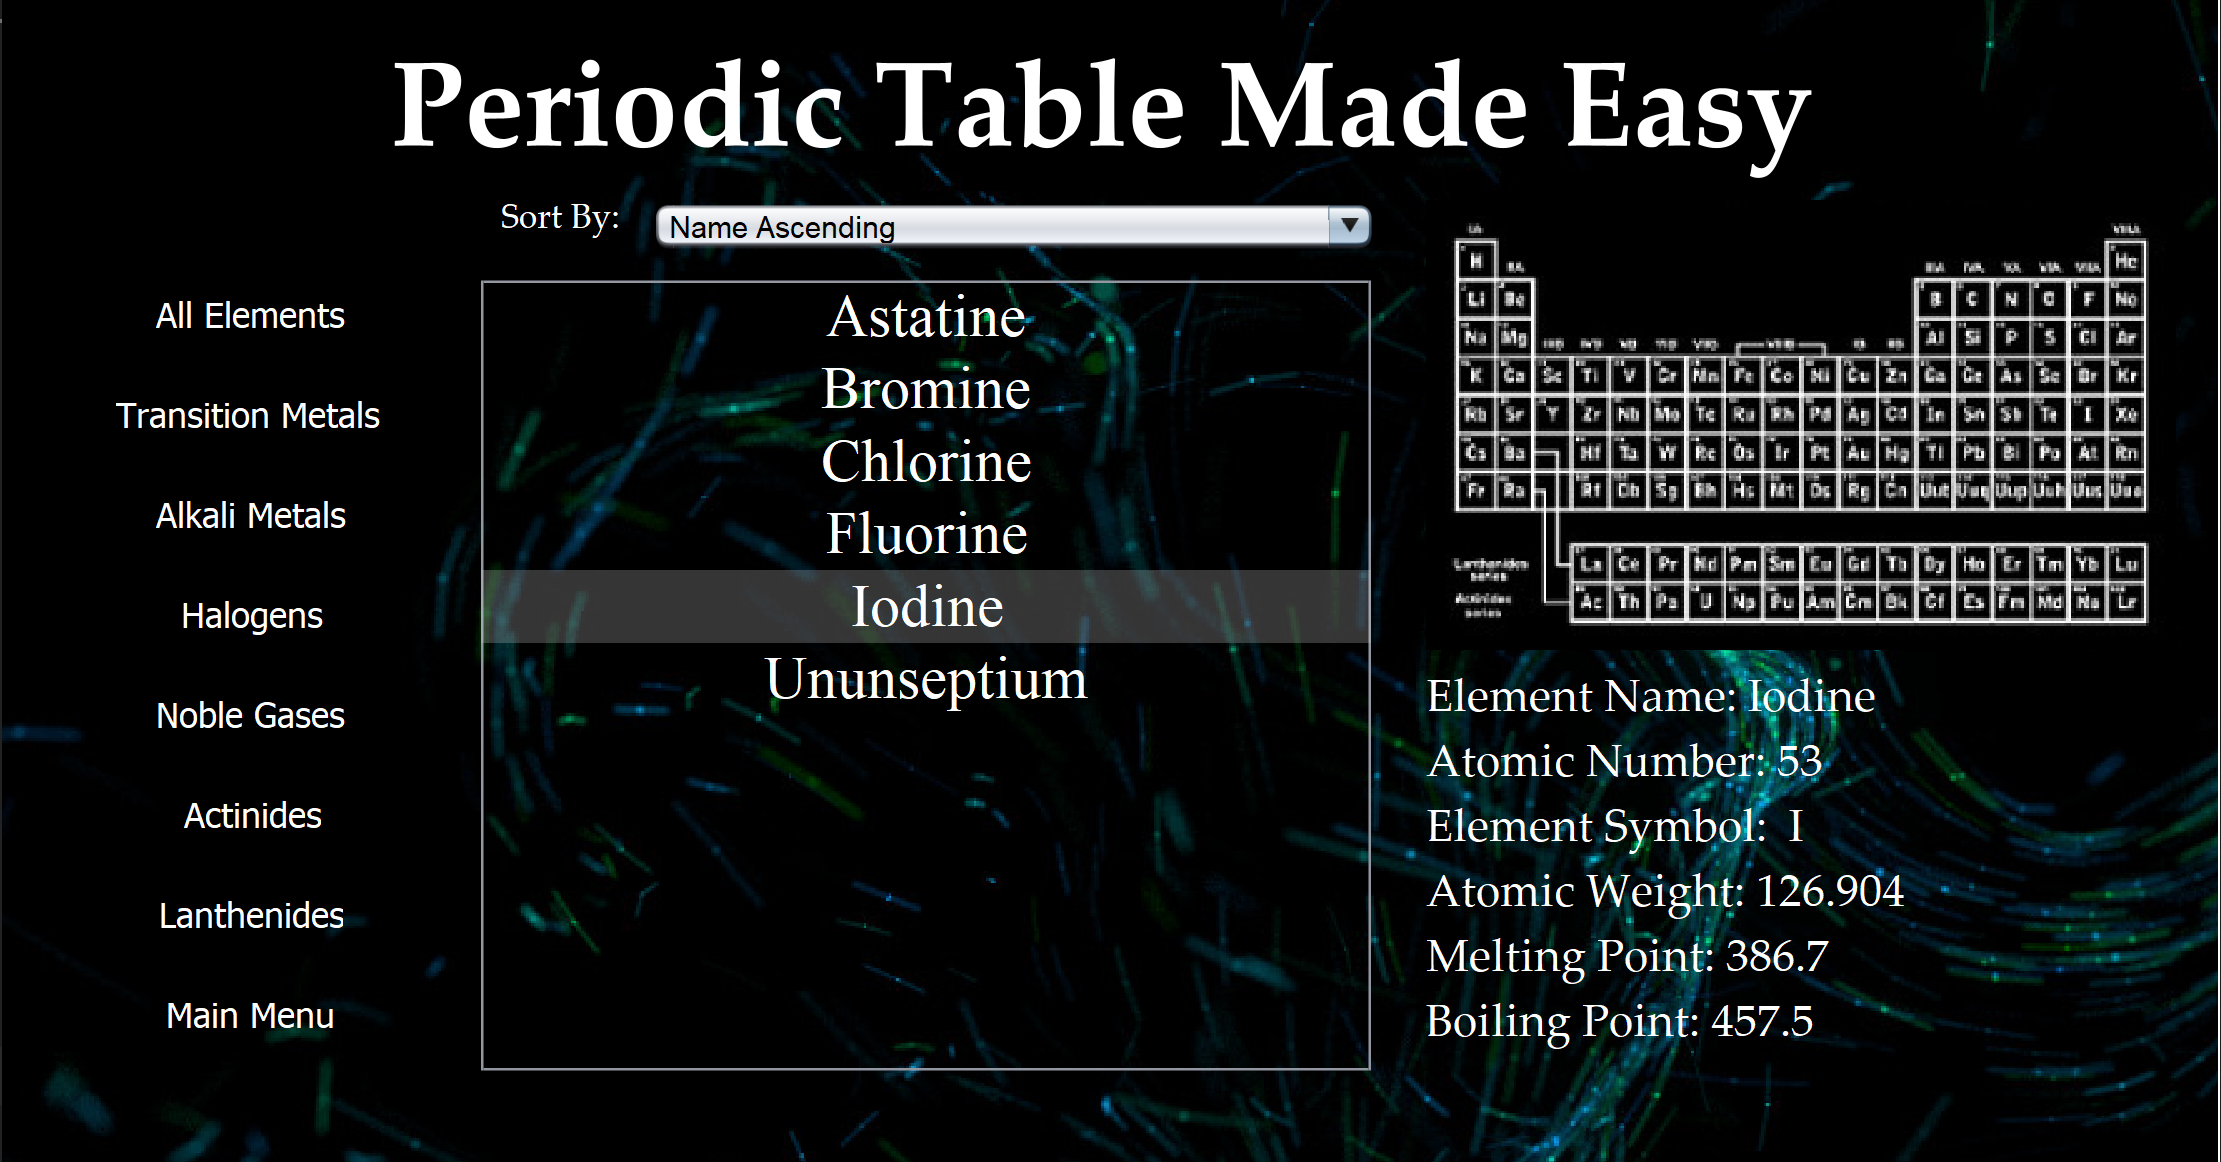 Periodic Table Made Easy
Sort By: Name Ascending
All Elements
Transition Metals
Alkali Metals
Halogens
Noble Gases
Actinides
Lanthenides
Main Menu
Astatine
Bromine
Chlorine
Fluorine
Iodine
Ununseptium
H He
Li Be B C N O F Ne
Na Mg Al Si P S Cl Ar
K Ca Sc Ti V Cr Mn Fe Co Ni Cu Zn Ga Ge As Se Br Kr
Rb Sr Y Zr Nb Mo Tc Ru Rh Pd Ag Cd In Sn Sb Te I Xe
Cs Ba Hf Ta W Re Os Ir Pt Au Hg Tl Pb Bi Po At Rn
Fr Ra Rf Db Sg Bh Hs Mt Ds Rg Cn Uut Uuq Uup Uuh Uus Uuo
Lanthenides
series
La Ce Pr Nd Pm Sm Eu Gd Tb Dy Ho Er Tm Yb Lu
Actinides
series
Ac Th Pa U Np Pu Am Cm Bk Cf Es Fm Md No Lr
Element Name: Iodine
Atomic Number: 53
Element Symbol: I
Atomic Weight: 126.904
Melting Point: 386.7
Boiling Point: 457.5